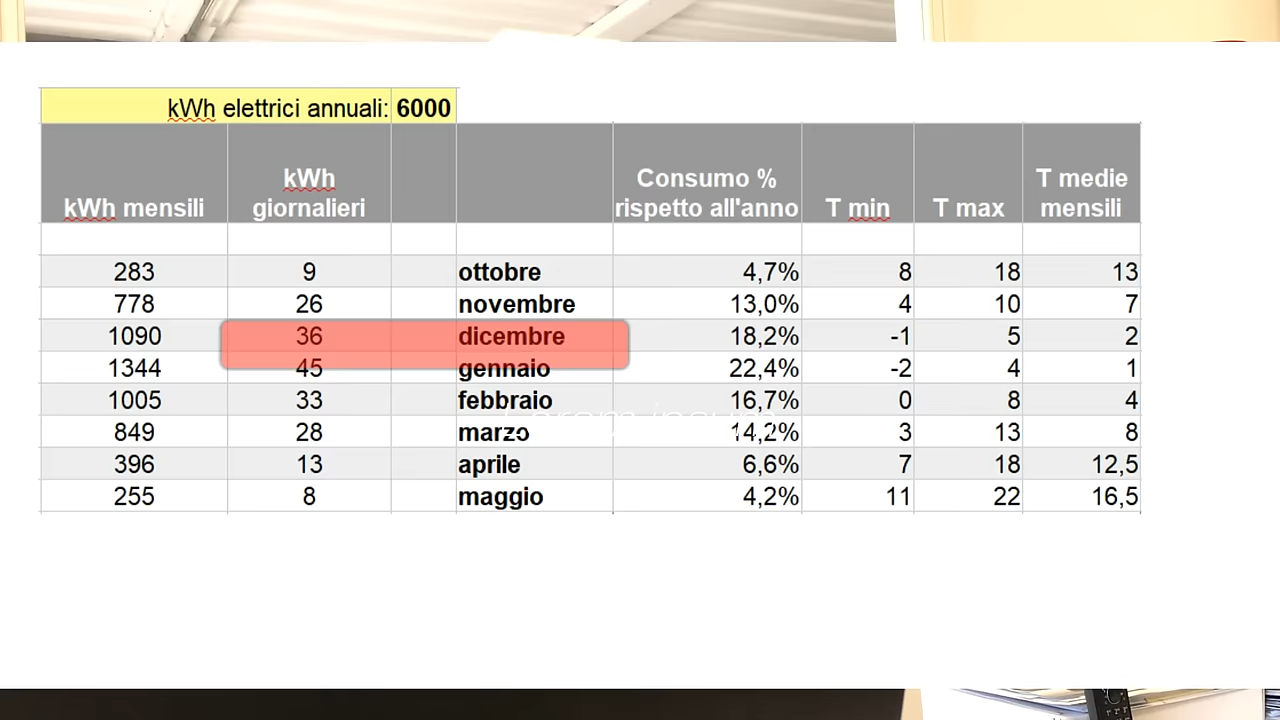 kWh elettrici annuali: 6000
kWh mensili kWh giornalieri Consumo % rispetto all'anno T min T max T medie mensili
283 9 ottobre 4,7% 8 18 13
778 26 novembre 13,0% 4 10 7
1090 36 dicembre 18,2% -1 5 2
1344 45 gennaio 22,4% -2 4 1
1005 33 febbraio 16,7% 0 8 4
849 28 marzo 14,2% 3 13 8
396 13 aprile 6,6% 7 18 12,5
255 8 maggio 4,2% 11 22 16,5